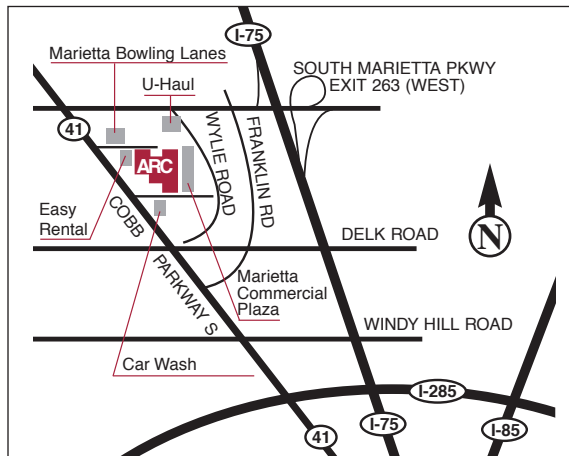 I-75
Marietta Bowling Lanes
U-Haul
SOUTH MARIETTA PKWY
EXIT 263 (WEST)
41
ARC
WYLIE ROAD
FRANKLIN RD
Easy
Rental
COBB
PARKWAY S
N
DELK ROAD
Marietta
Commercial
Plaza
WINDY HILL ROAD
Car Wash
I-285
41
I-75
I-85